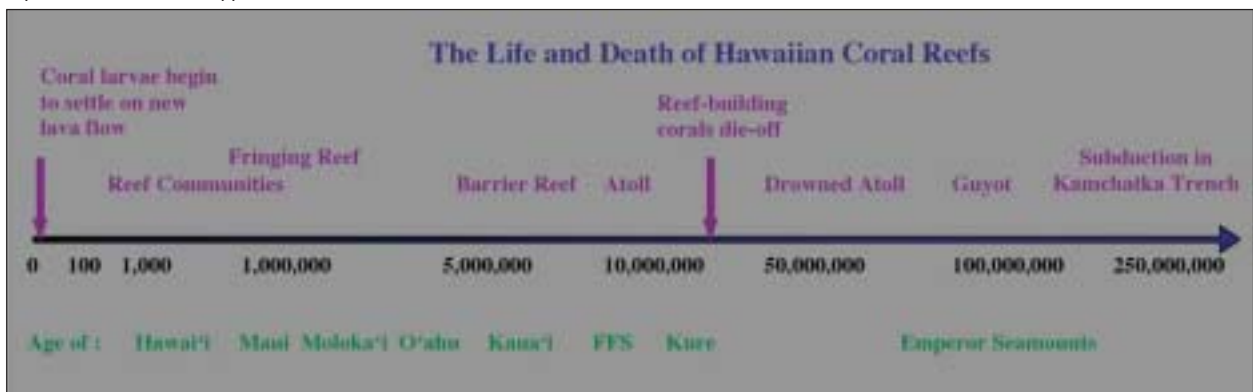 The Life and Death of Hawaiian Coral Reefs
Coral larvae begin
to settle on new
lava flow
Reef-building
corals die-off
Fringing Reef
Reef Communities
Barrier Reef
Atoll
Drowned Atoll
Guyot
Subduction in
Kamchatka Trench
0 100 1,000 1,000,000 5,000,000 10,000,000 50,000,000 100,000,000 250,000,000
Age of : Hawai'i Maui Moloka'i O'ahu Kaua'i FFS Kure Emperor Seamounts